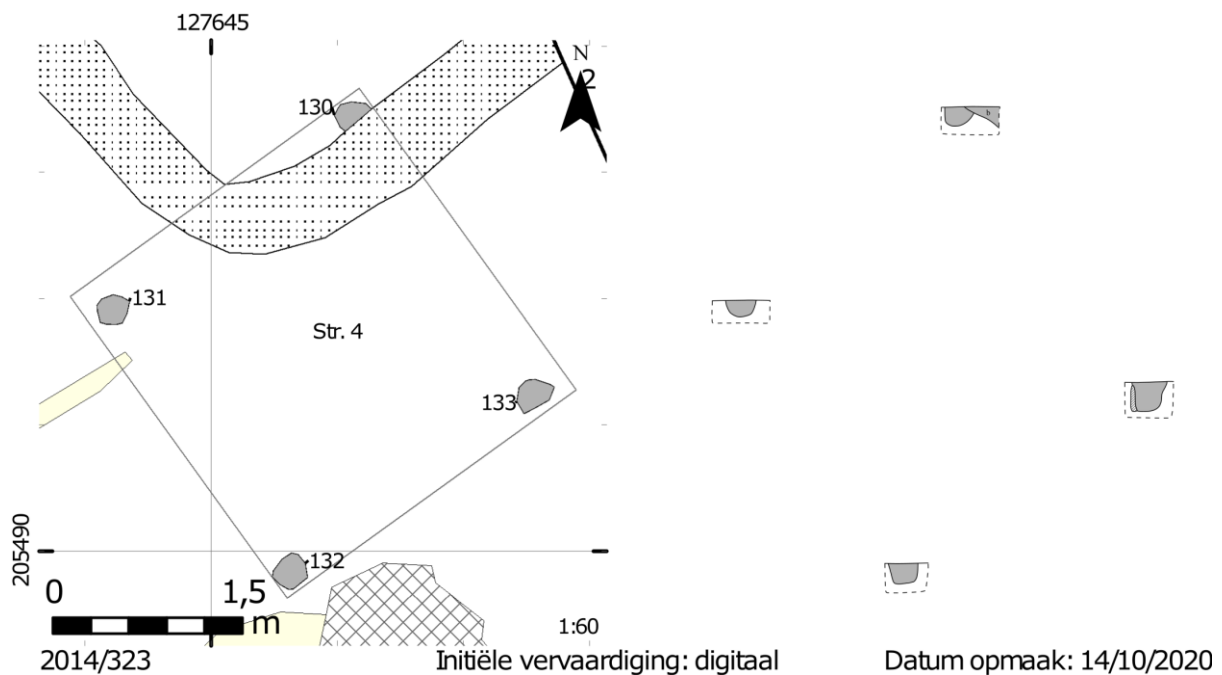 127645
N
2
130
131
Str. 4
133
205490
132
0 1,5
m
1:60
2014/323 Initiële vervaardiging: digitaal Datum opmaak: 14/10/2020
b